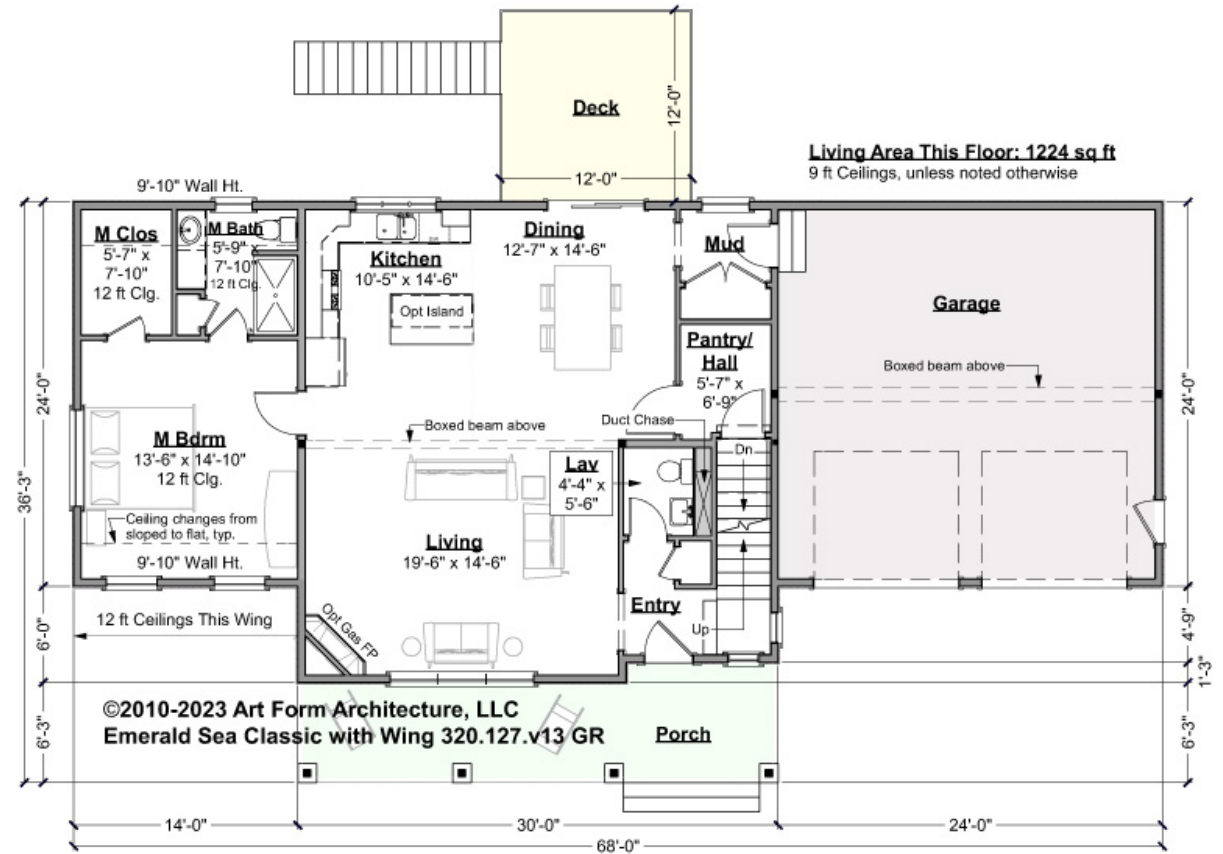 Deck
12'-0"
12'-0"
Living Area This Floor: 1224 sq ft
9 ft Ceilings, unless noted otherwise
9'-10" Wall Ht.
M Clos
5'-7" x
7'-10"
12 ft Clg.
M Bath
5'-9" x
7'-10"
12 ft Clg.
Kitchen
10'-5" x 14'-6"
Opt Island
Dining
12'-7" x 14'-6"
Mud
Garage
Pantry/
Hall
5'-7" x
6'-9"
Boxed beam above
Duct Chase
Boxed beam above
24'-0"
24'-0"
36'-3"
M Bdrm
13'-6" x 14'-10"
12 ft Clg.
Ceiling changes from
sloped to flat, typ.
9'-10" Wall Ht.
Lav
4'-4" x
5'-6"
Dn
Living
19'-6" x 14'-6"
Entry
Up
Opt Gas FP
12 ft Ceilings This Wing
6'-0"
4'-9"
1'-3"
6'-3"
6'-3"
©2010-2023 Art Form Architecture, LLC
Emerald Sea Classic with Wing 320.127.v13 GR
Porch
14'-0"
30'-0"
24'-0"
68'-0"